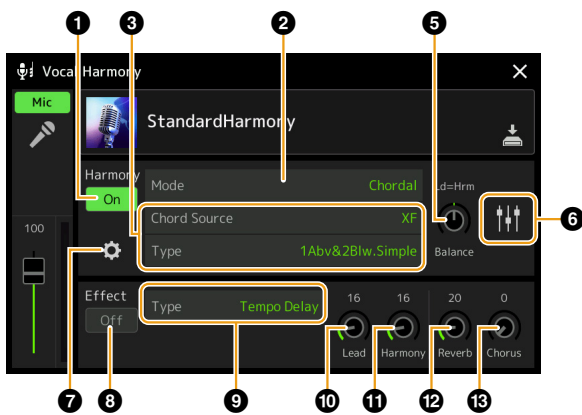 1 3 2 5
Vocal Harmony
Mic
StandardHarmony
Harmony
On
Mode Chordal
Ld=Hrm
6
Chord Source XF
100
Type 1Abv&2Blw.Simple
Balance
Effect
Off
Type Tempo Delay
16 16 20 0
Lead Harmony Reverb Chorus
7 8 9 10 11 12 13